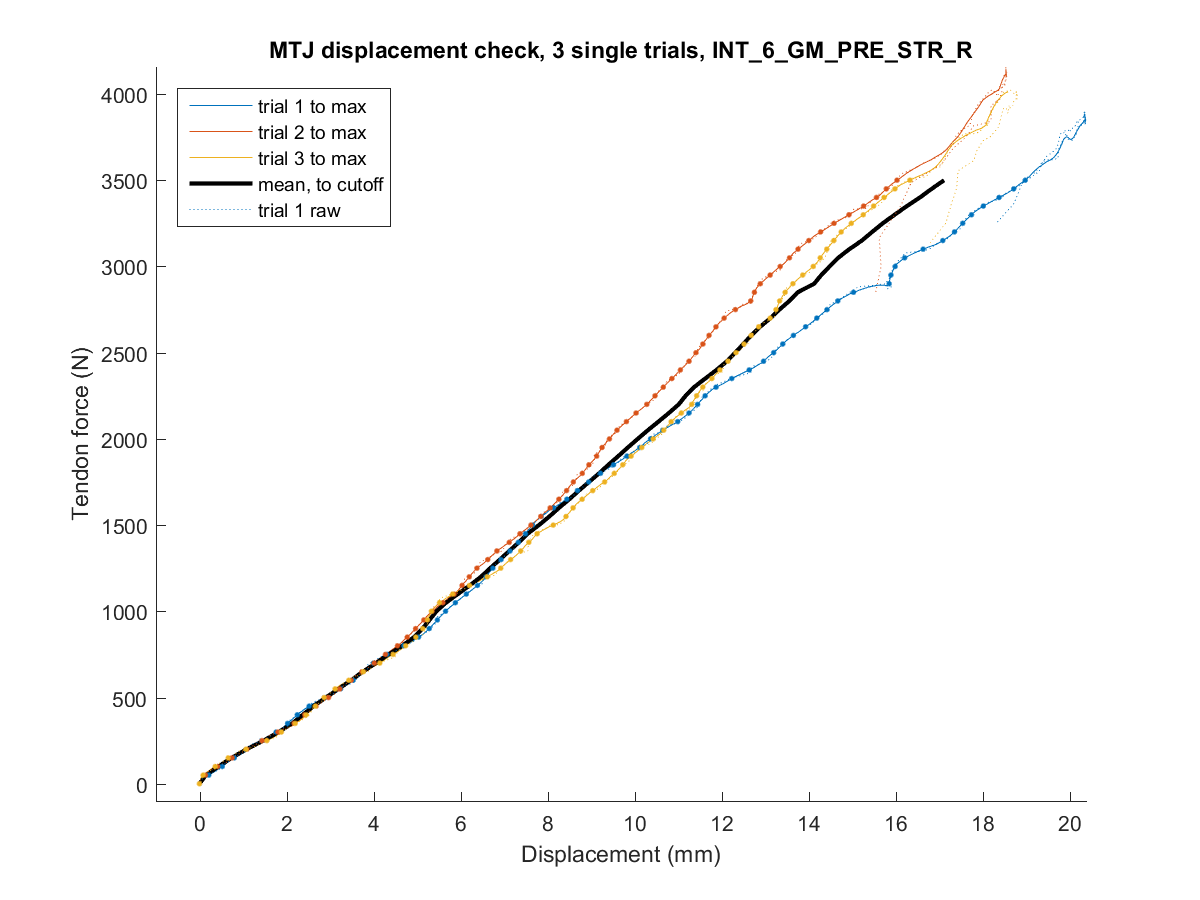 MTJ displacement check, 3 single trials, INT_6_GM_PRE_STR_R
trial 1 to max
trial 2 to max
trial 3 to max
mean, to cutoff
trial 1 raw
4000
3500
3000
2500
2000
1500
1000
500
0
Tendon force (N)
0 2 4 6 8 10 12 14 16 18 20
Displacement (mm)